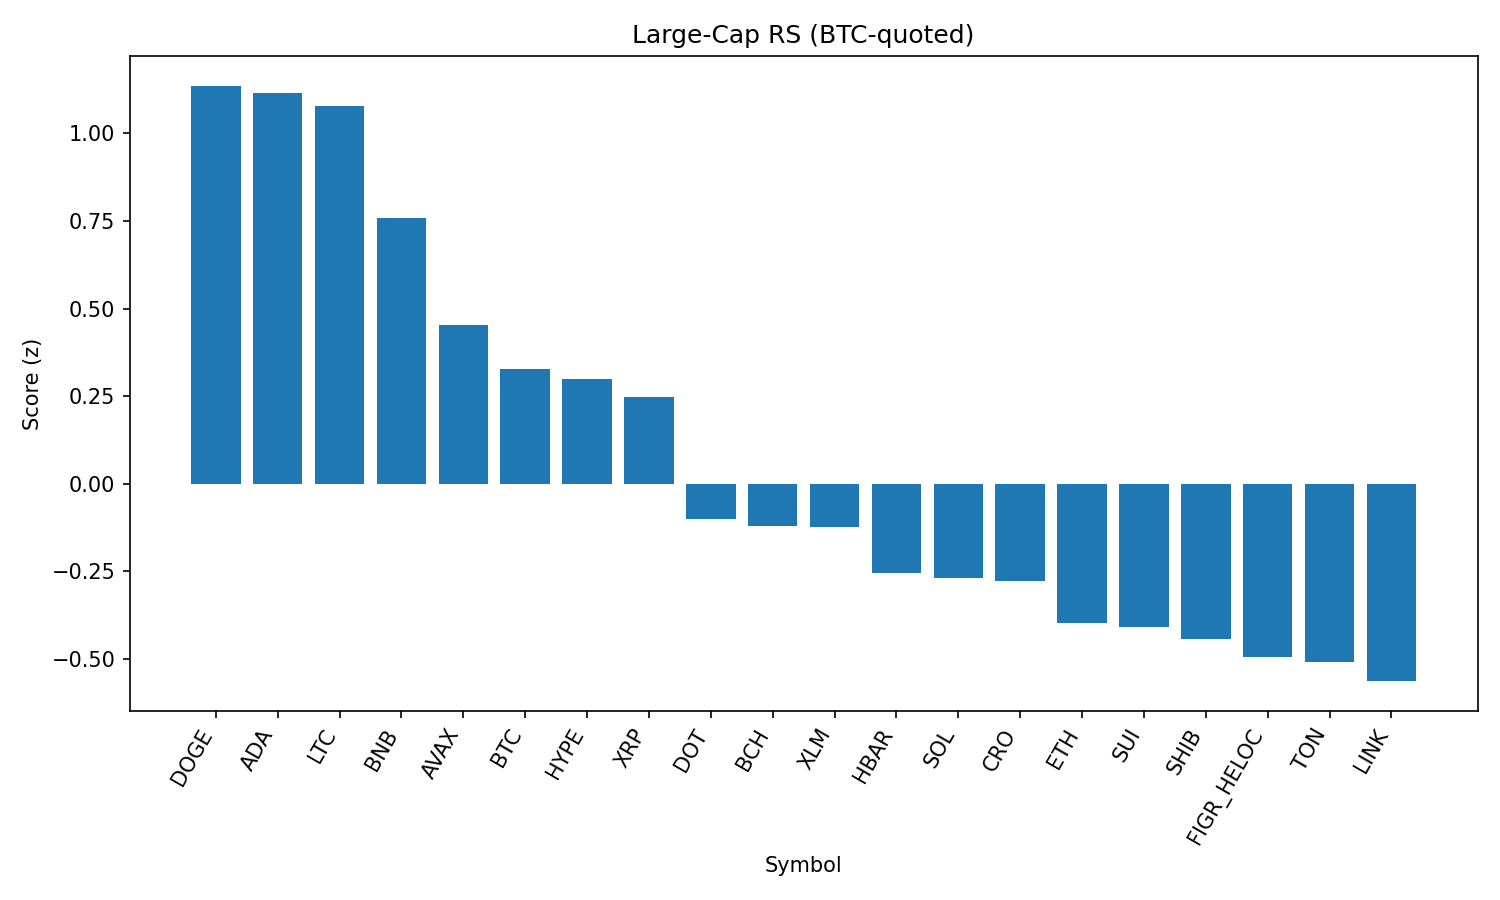 Large-Cap RS (BTC-quoted)
Score (z)
1.00
0.75
0.50
0.25
0.00
−0.25
−0.50
DOGE
ADA
LTC
BNB
AVAX
BTC
HYPE
XRP
DOT
BCH
XLM
HBAR
SOL
CRO
ETH
SUI
SHIB
FIGR_HELOC
TON
LINK
Symbol